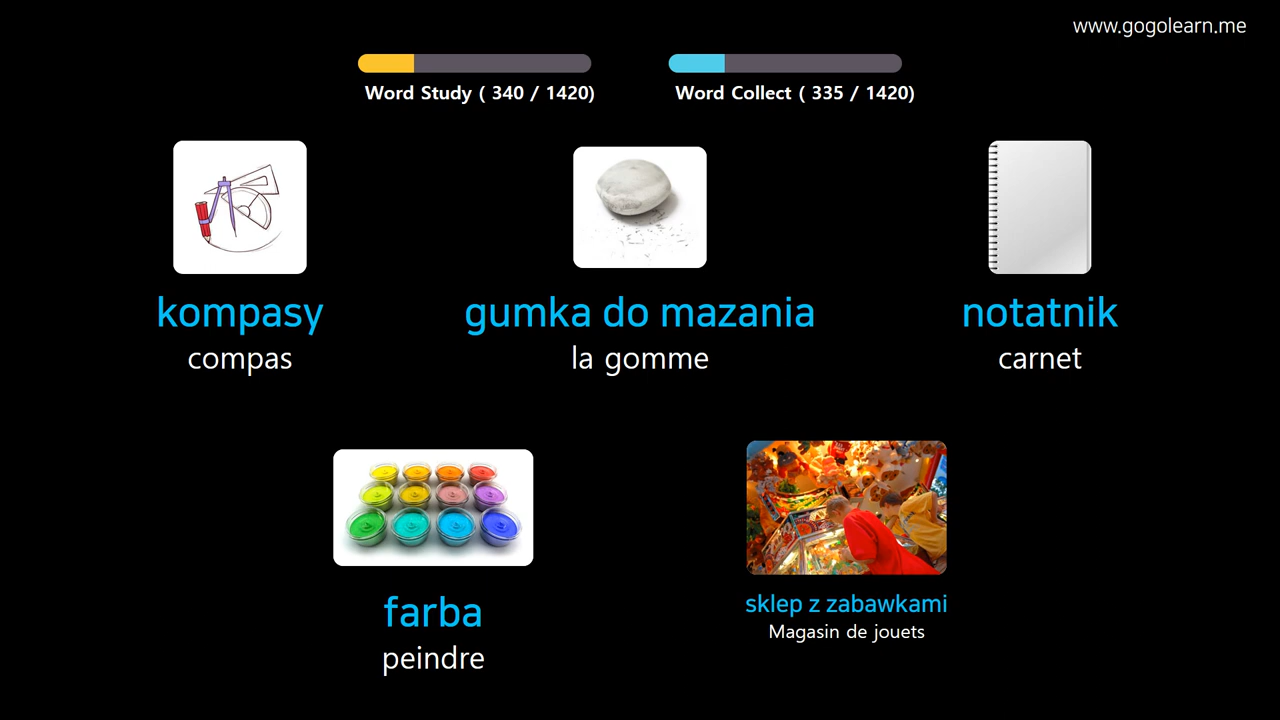 www.gogolearn.me
Word Study ( 340 / 1420)
Word Collect ( 335 / 1420)
kompasy
compas
gumka do mazania
la gomme
notatnik
carnet
farba
peindre
sklep z zabawkami
Magasin de jouets